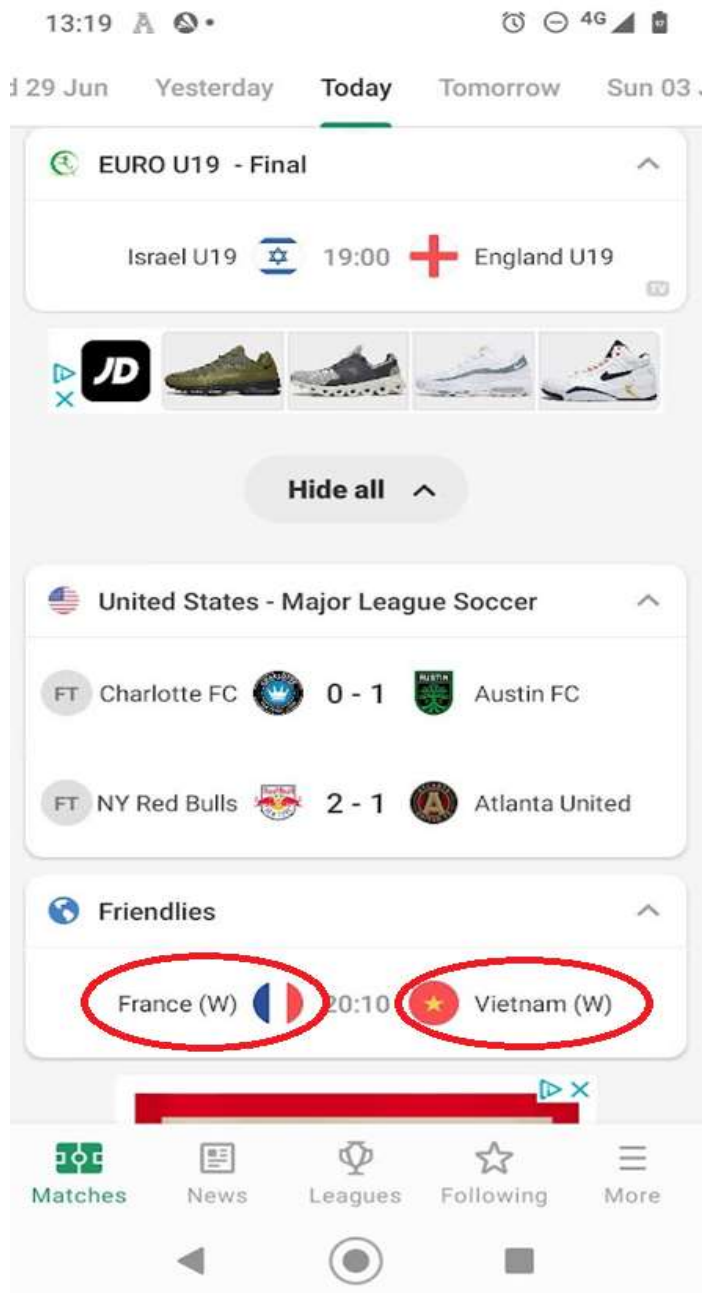 13:19 4G 97
d 29 Jun Yesterday Today Tomorrow Sun 03 J
EURO U19 - Final
Israel U19 19:00 England U19
TV
JD
Hide all
United States - Major League Soccer
FT Charlotte FC 0 - 1 AUSTIN Austin FC
FT NY Red Bulls 2 - 1 Atlanta United
Friendlies
France (W) 20:10 Vietnam (W)
Matches News Leagues Following More